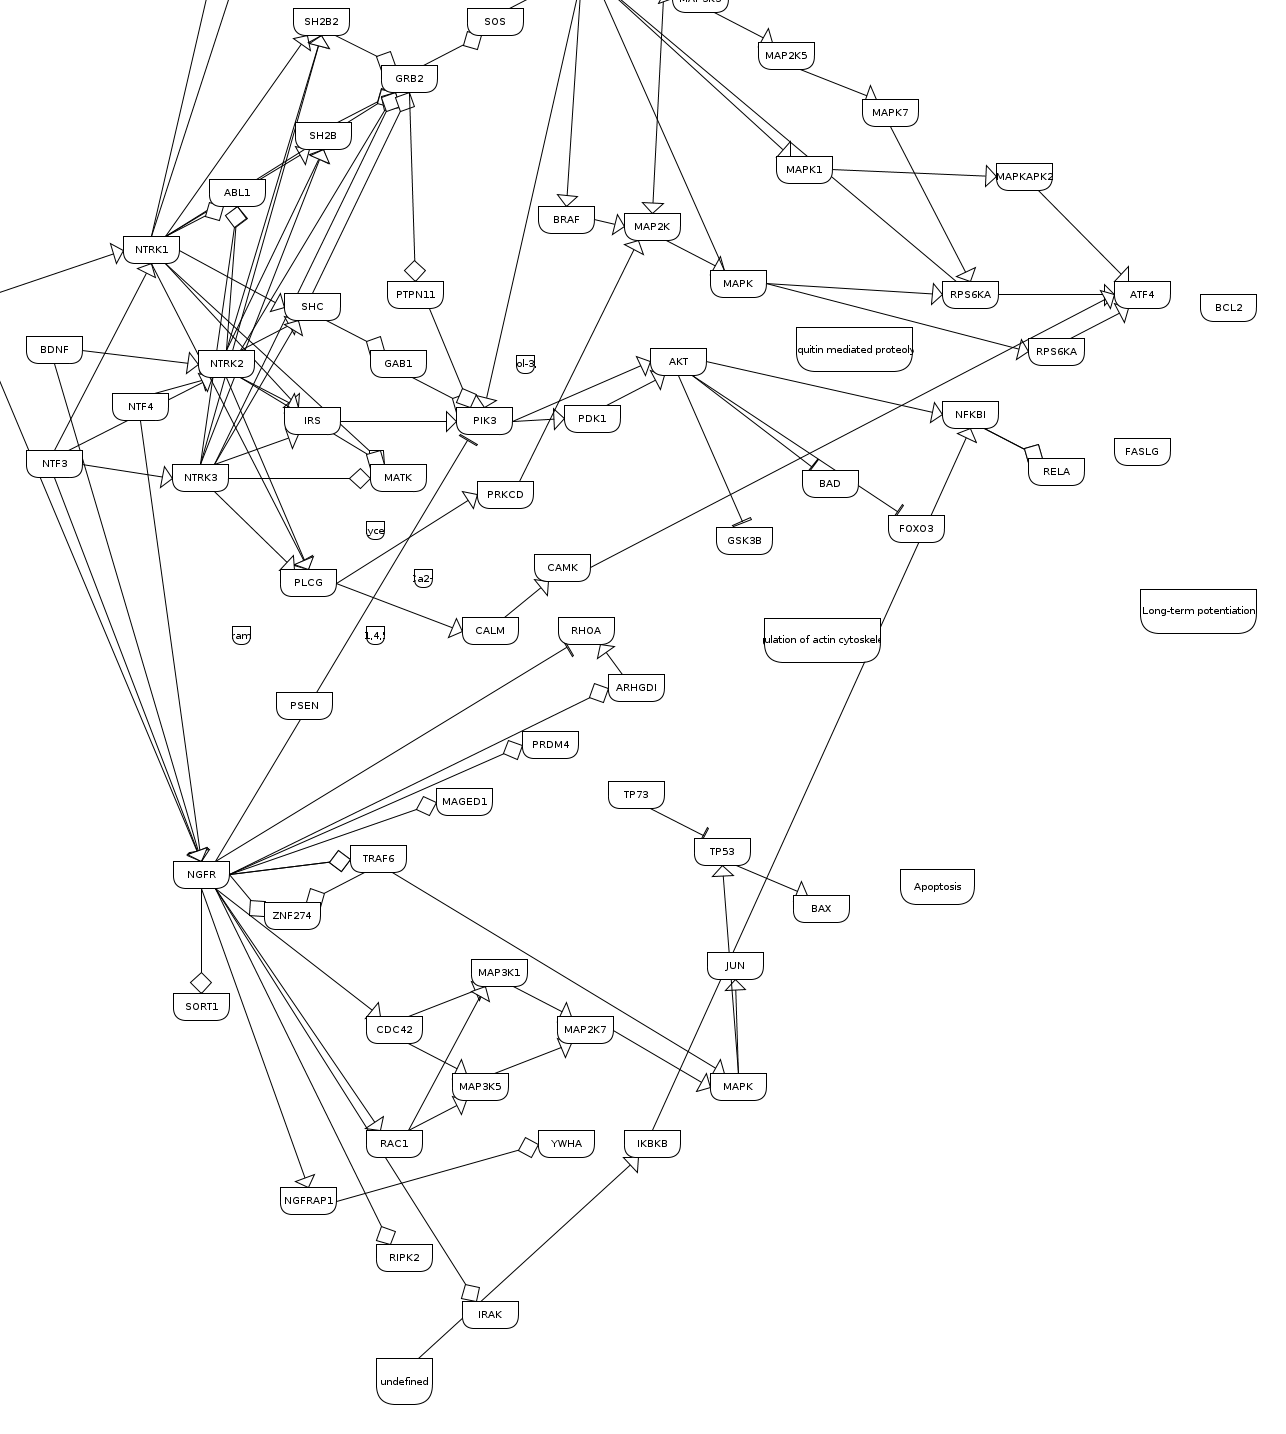 MAP3K3
SH2B2
SOS
MAP2K5
GRB2
MAPK7
SH2B
MAPK1
MAPKAPK2
ABL1
BRAF
MAP2K
NTRK1
MAPK
PTPN11
RPS6KA
ATF4
SHC
BCL2
BDNF
quitin mediated proteoly
RPS6KA
NTRK2
GAB1
ol-3,
AKT
NTF4
IRS
PIK3
PDK1
NFKBI
FASLG
NTF3
NTRK3
MATK
RELA
BAD
PRKCD
yce
FOXO3
GSK3B
CAMK
PLCG
Ca2+
Long-term potentiation
ram
1,4,5
CALM
RHOA
ulation of actin cytoskele
ARHGDI
PSEN
PRDM4
MAGED1
TP73
TRAF6
TP53
NGFR
Apoptosis
ZNF274
BAX
JUN
MAP3K1
SORT1
CDC42
MAP2K7
MAP3K5
MAPK
RAC1
YWHA
IKBKB
NGFRAP1
RIPK2
IRAK
undefined